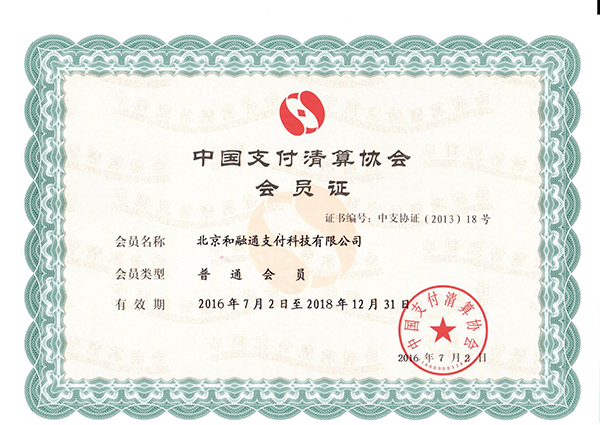 中国支付清算协会
会员证
证书编号：中支协证（2013）18号
会员名称 北京和融通支付科技有限公司
会员类型 普通会员
有效期 2016年7月2日至2018年12月31日
中国支付清算协会
2016年7月2日